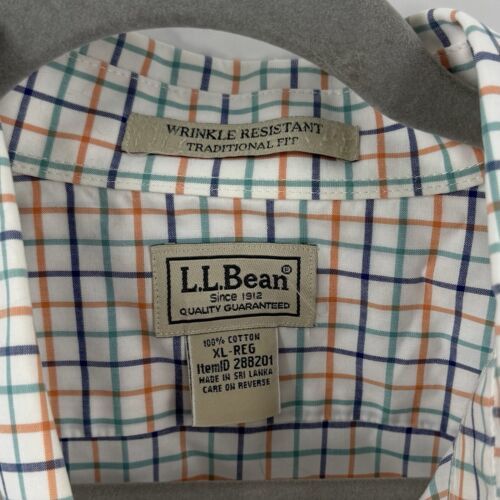 WRINKLE RESISTANT
TRADITIONAL FIT
L.L.Bean®
Since 1912
QUALITY GUARANTEED
100% COTTON
XL-REG
ItemID 288201
MADE IN SRI LANKA
CARE ON REVERSE